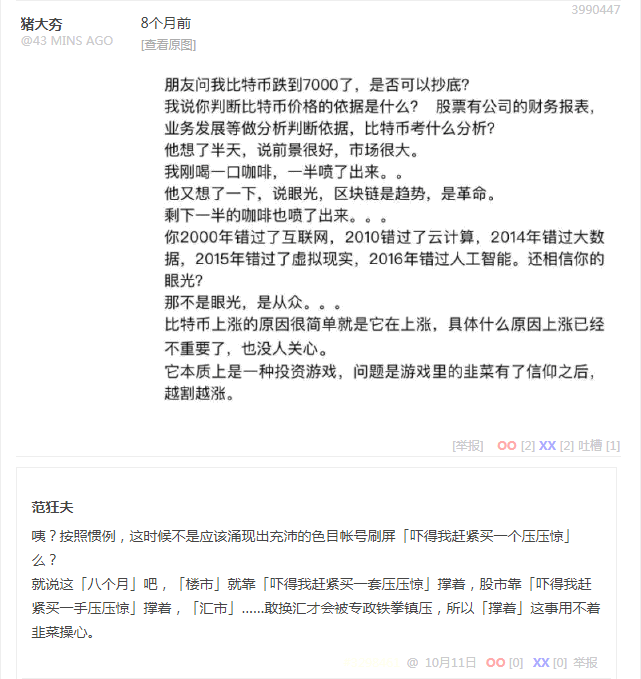 3990447
猪大夯 8个月前
@43 MINS AGO [查看原图]
朋友问我比特币跌到7000了，是否可以抄底?
我说你判断比特币价格的依据是什么？ 股票有公司的财务报表，
业务发展等做分析判断依据，比特币考什么分析?
他想了半天，说前景很好，市场很大。
我刚喝一口咖啡，一半喷了出来。。
他又想了一下，说眼光，区块链是趋势，是革命。
剩下一半的咖啡也喷了出来。。。
你2000年错过了互联网，2010错过了云计算，2014年错过大数
据，2015年错过了虚拟现实，2016年错过人工智能。还相信你的
眼光?
那不是眼光，是从众。。。
比特币上涨的原因很简单就是它在上涨，具体什么原因上涨已经
不重要了，也没人关心。
它本质上是一种投资游戏，问题是游戏里的韭菜有了信仰之后，
越割越涨。
[举报] OO [2] XX [2] 吐槽 [1]
范狂夫
咦？按照惯例，这时候不是应该涌现出充沛的色目帐号刷屏「吓得我赶紧买一个压压惊」
么？
就说这「八个月」吧，「楼市」就靠「吓得我赶紧买一套压压惊」撑着，股市靠「吓得我赶
紧买一手压压惊」撑着，「汇市」……敢换汇才会被专政铁拳镇压，所以「撑着」这事用不着
韭菜操心。
@ 10月11日 OO [0] XX [0] 举报